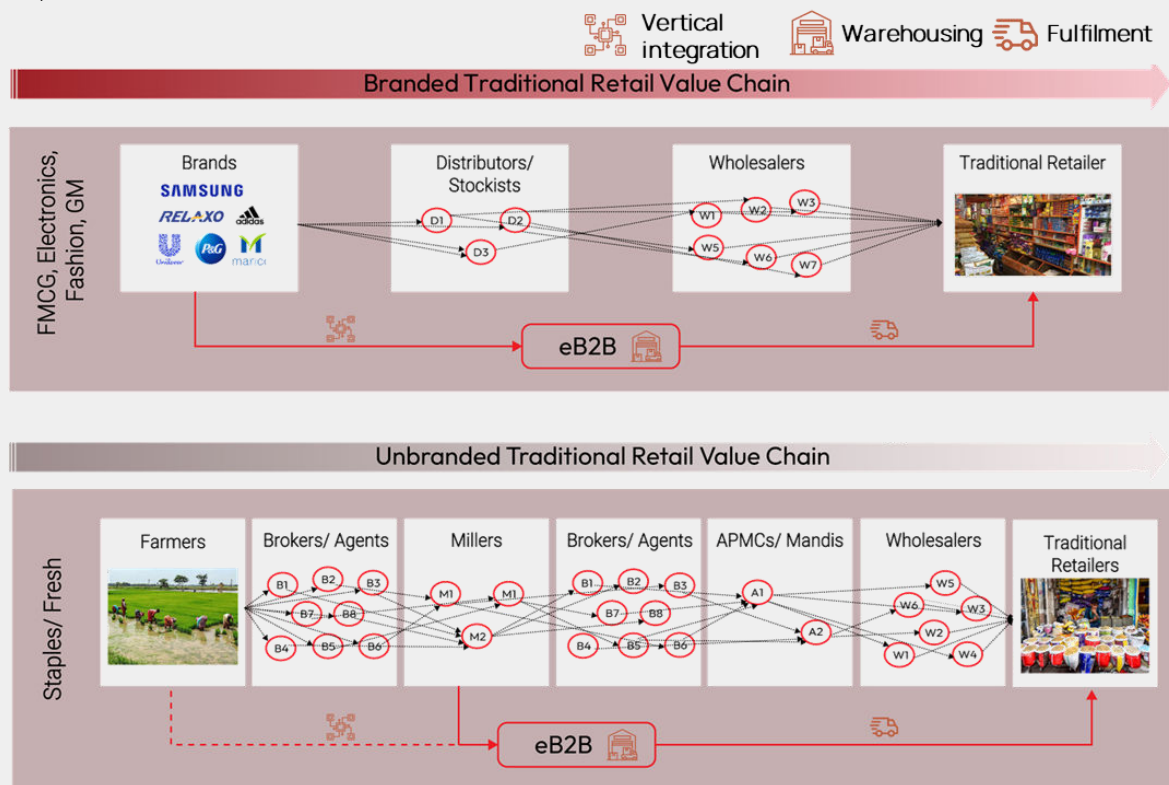 Vertical
integration
Warehousing
Fulfilment
Branded Traditional Retail Value Chain
FMCG, Electronics,
Fashion, GM
Brands
SAMSUNG
RELAXO
adidas
Unilever
P&G
marico
Distributors/
Stockists
D1
D2
D3
Wholesalers
W1
W2
W3
W5
W6
W7
Traditional Retailer
eB2B
Unbranded Traditional Retail Value Chain
Staples/ Fresh
Farmers
Brokers/ Agents
B1
B2
B3
B7
B8
B4
B5
B6
Millers
M1
M1
M2
Brokers/ Agents
B1
B2
B3
B7
B8
B4
B5
B6
APMCs/ Mandis
A1
A2
Wholesalers
W5
W6
W3
W2
W1
W4
Traditional
Retailers
eB2B